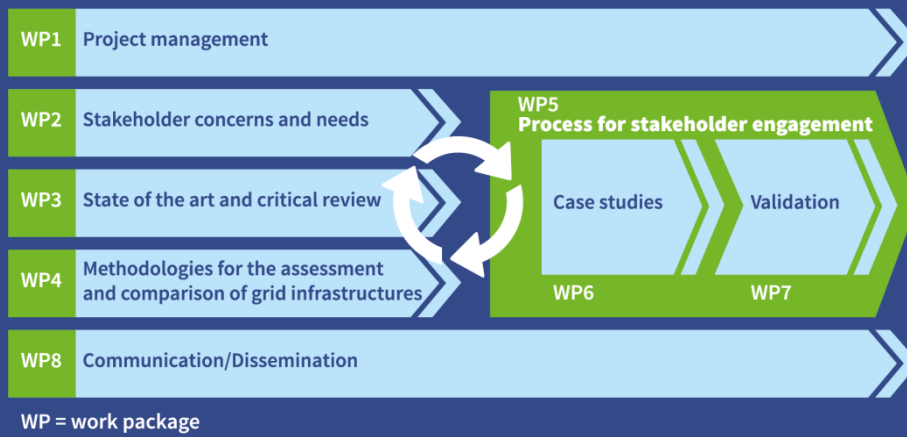 WP1 Project management
WP2 Stakeholder concerns and needs
WP3 State of the art and critical review
WP4 Methodologies for the assessment
and comparison of grid infrastructures
WP5
Process for stakeholder engagement
Case studies
Validation
WP6
WP7
WP8 Communication/Dissemination
WP = work package